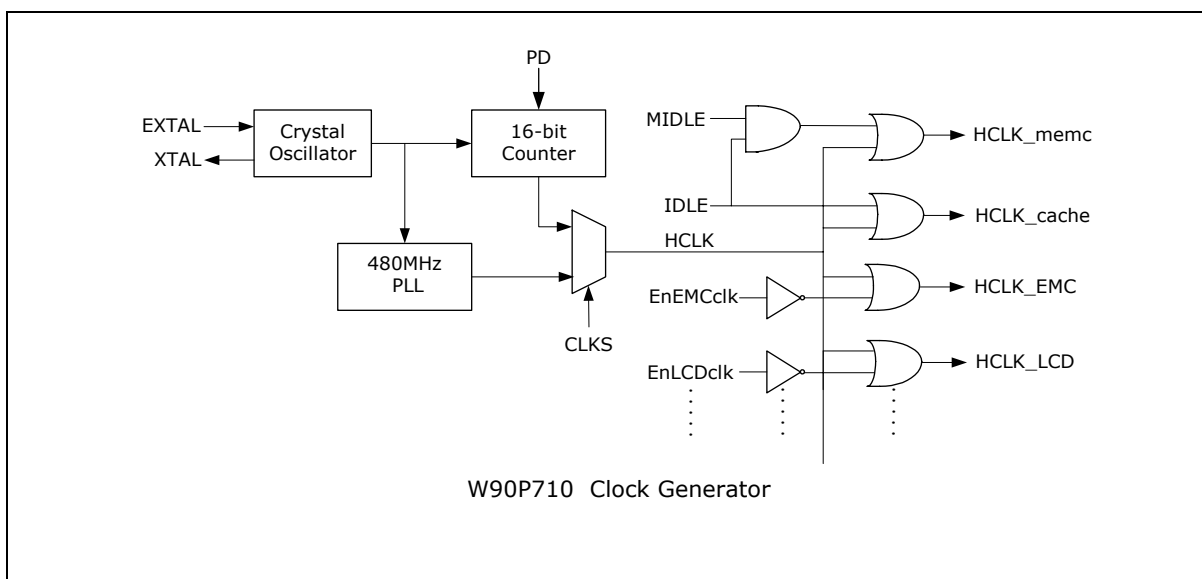 PD
EXTAL
XTAL
Crystal
Oscillator
16-bit
Counter
MIDLE
HCLK_memc
IDLE
HCLK_cache
HCLK
480MHz
PLL
EnEMCclk
HCLK_EMC
CLKS
EnLCDclk
HCLK_LCD
W90P710 Clock Generator